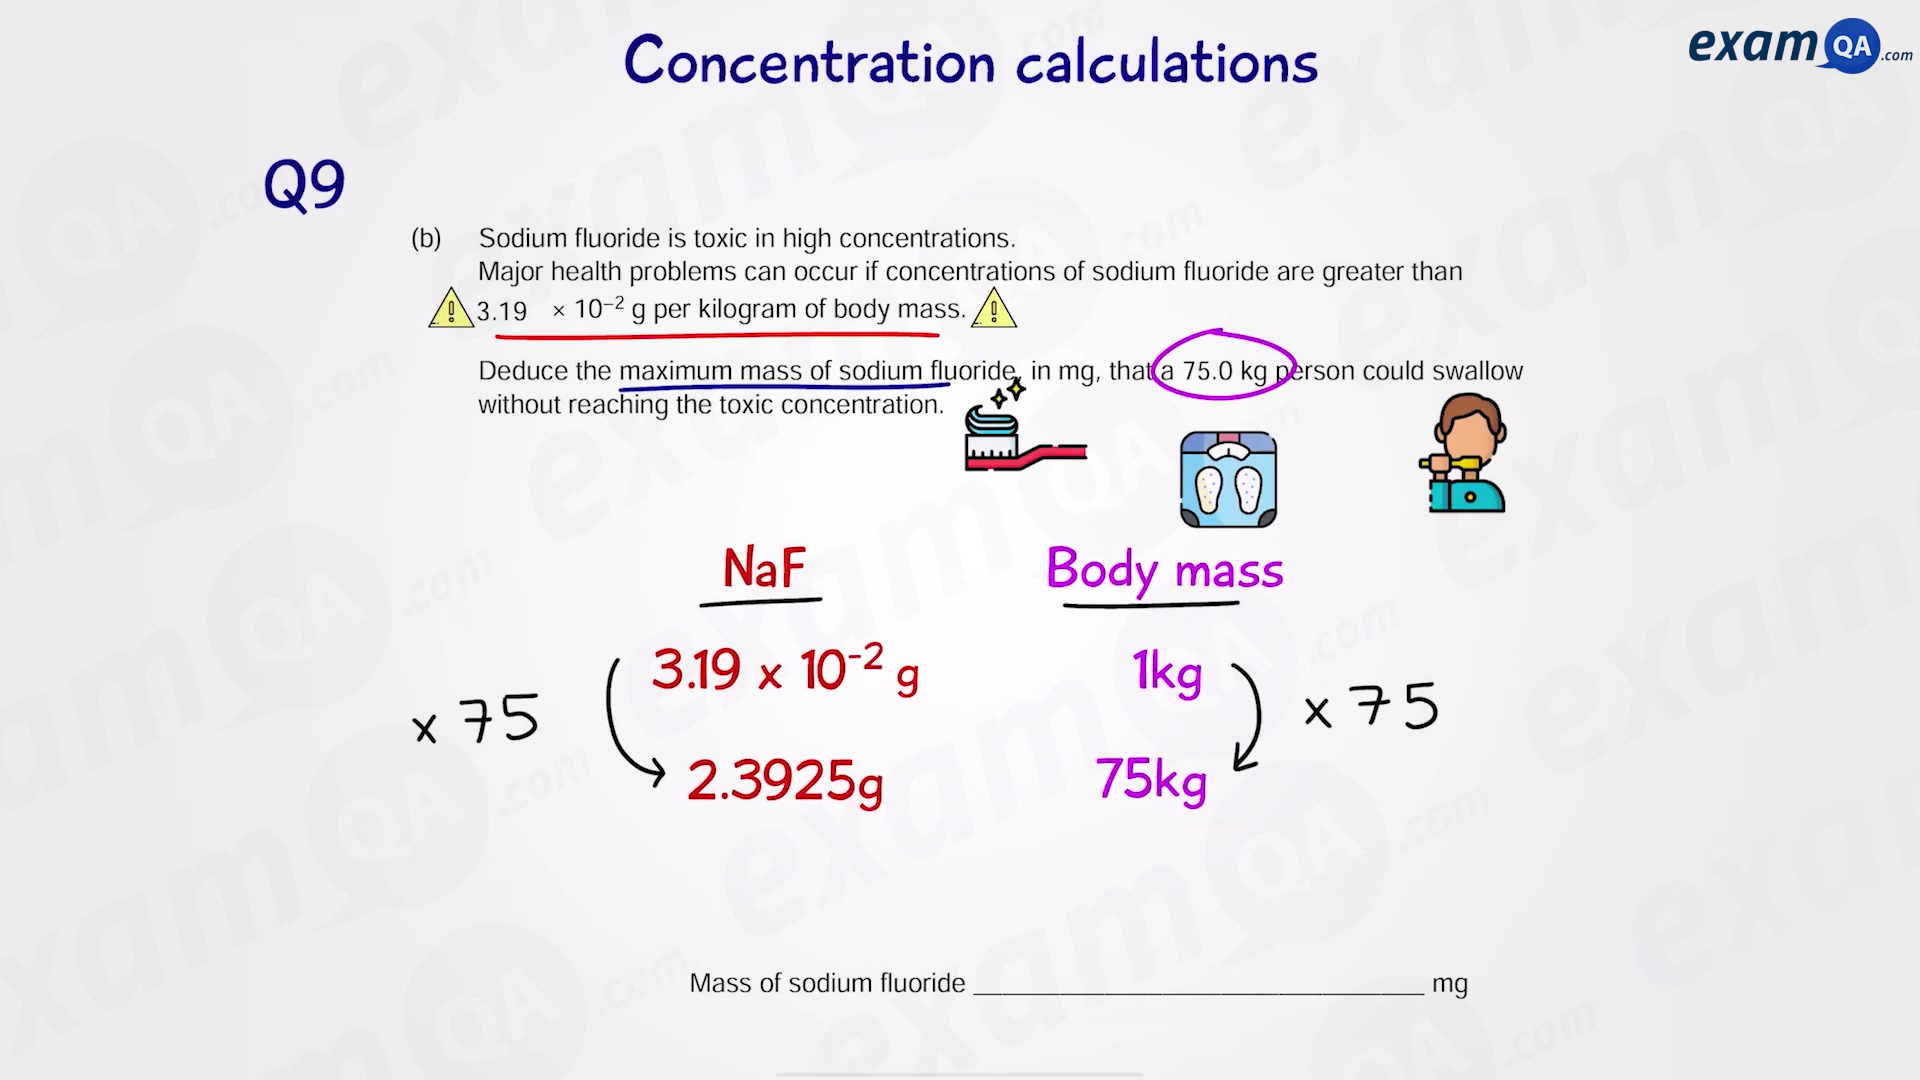 Concentration calculations
examQA.com
Q9
(b) Sodium fluoride is toxic in high concentrations.
Major health problems can occur if concentrations of sodium fluoride are greater than
3.19 × 10⁻² g per kilogram of body mass.
Deduce the maximum mass of sodium fluoride, in mg, that a 75.0 kg person could swallow
without reaching the toxic concentration.
NaF Body mass
3.19 x 10⁻² g 1kg
x 75 x 75
2.3925g 75kg
Mass of sodium fluoride ______________________________ mg